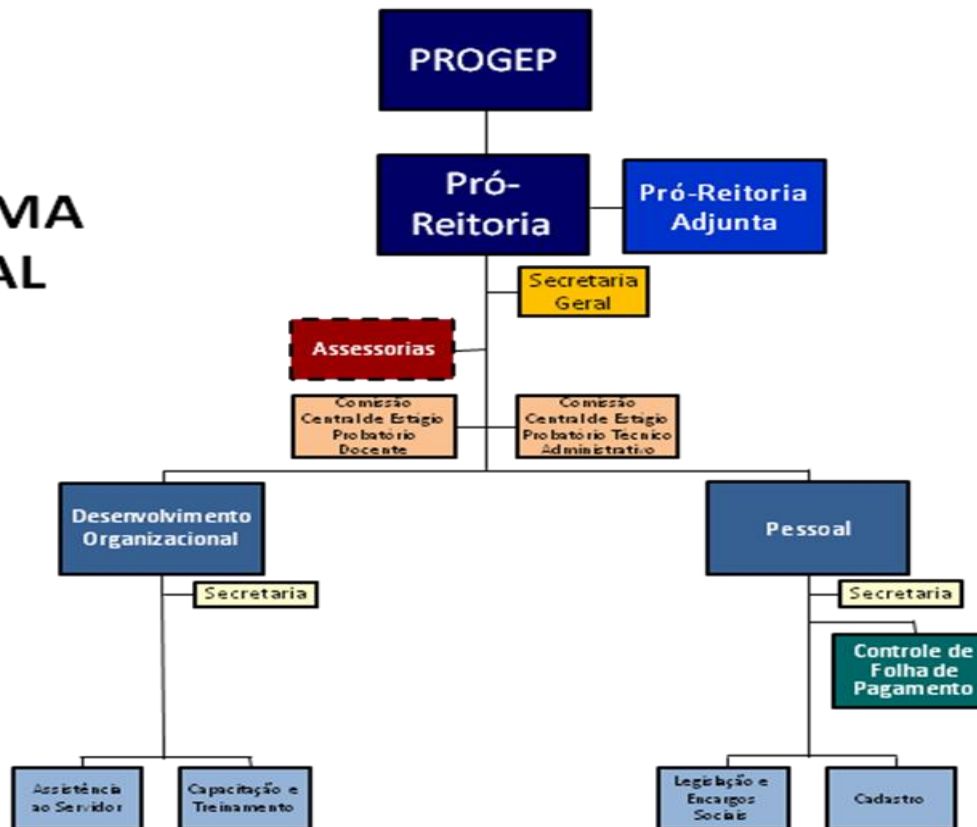 PROGEP
Pró-
Reitoria
Pró-Reitoria
Adjunta
MA
AL
Secretaria
Geral
Assessorias
Comissão
Central de Estágio
Probatório
Docente
Comissão
Central de Estágio
Probatório Técnico
Administrativo
Desenvolvimento
Organizacional
Pessoal
Secretaria
Secretaria
Controle de
Folha de
Pagamento
Assistência
ao Servidor
Capacitação e
Treinamento
Legislação e
Encargos
Sociais
Cadastro